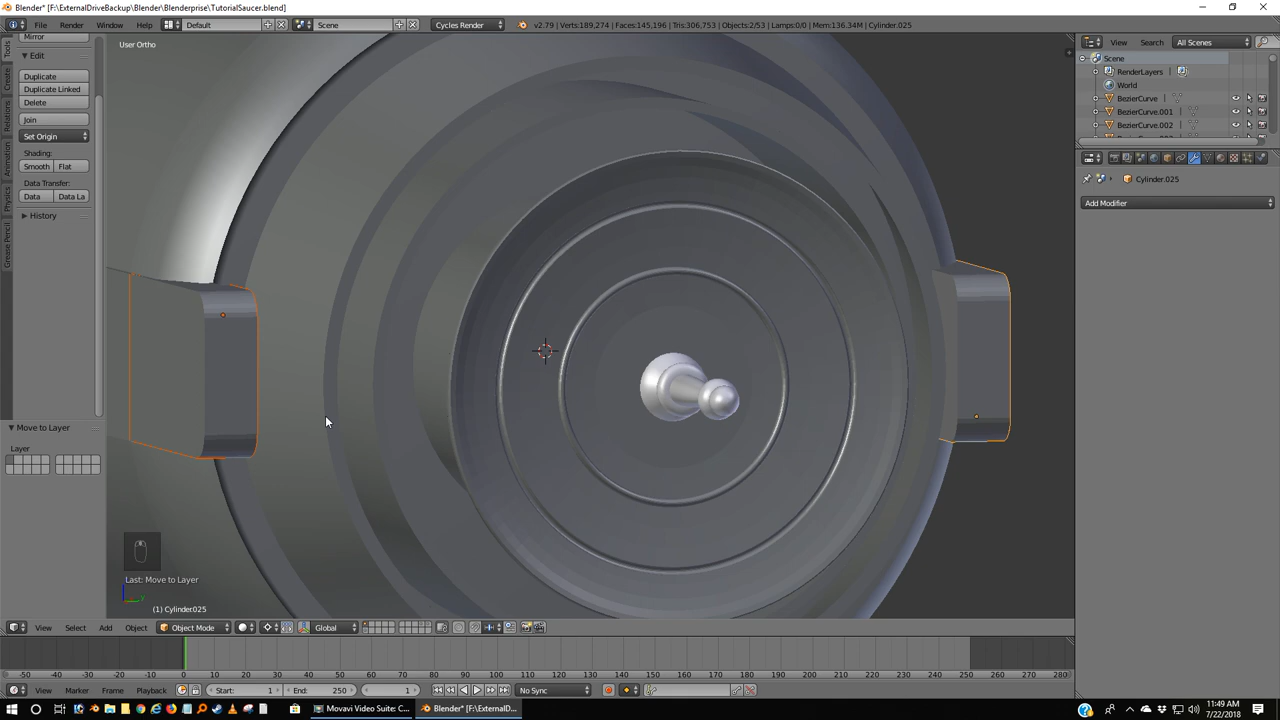 Blender* [F:\ExternalDriveBackup\Blender\Blenderprise\TutorialSaucer.blend]
File Render Window Help Default Scene Cycles Render v2.79 | Verts:189,274 | Faces:145,196 | Tris:306,753 | Objects:2/53 | Lamps:0/0 | Mem:136.34M | Cylinder.025
View Search All Scenes
Tools
Create
Relations
Animation
Physics
Grease Pencil
Mirror
Edit
Duplicate
Duplicate Linked
Delete
Join
Set Origin
Shading:
Smooth Flat
Data Transfer:
Data Data La
History
Move to Layer
Layer
User Ortho
Last: Move to Layer
(1) Cylinder.025
Scene
RenderLayers
World
BezierCurve
BezierCurve.001
BezierCurve.002
Cylinder.025
Add Modifier
View Select Add Object Object Mode Global
-50 -40 -30 -20 -10 0 10 20 30 40 50 60 70 80 90 100 110 120 130 140 150 160 170 180 190 200 210 220 230 240 250 260 270 280
View Marker Frame Playback Start: 1 End: 250 1 No Sync
Movavi Video Suite: C...
Blender* [F:\ExternalD...
11:49 AM
7/22/2018